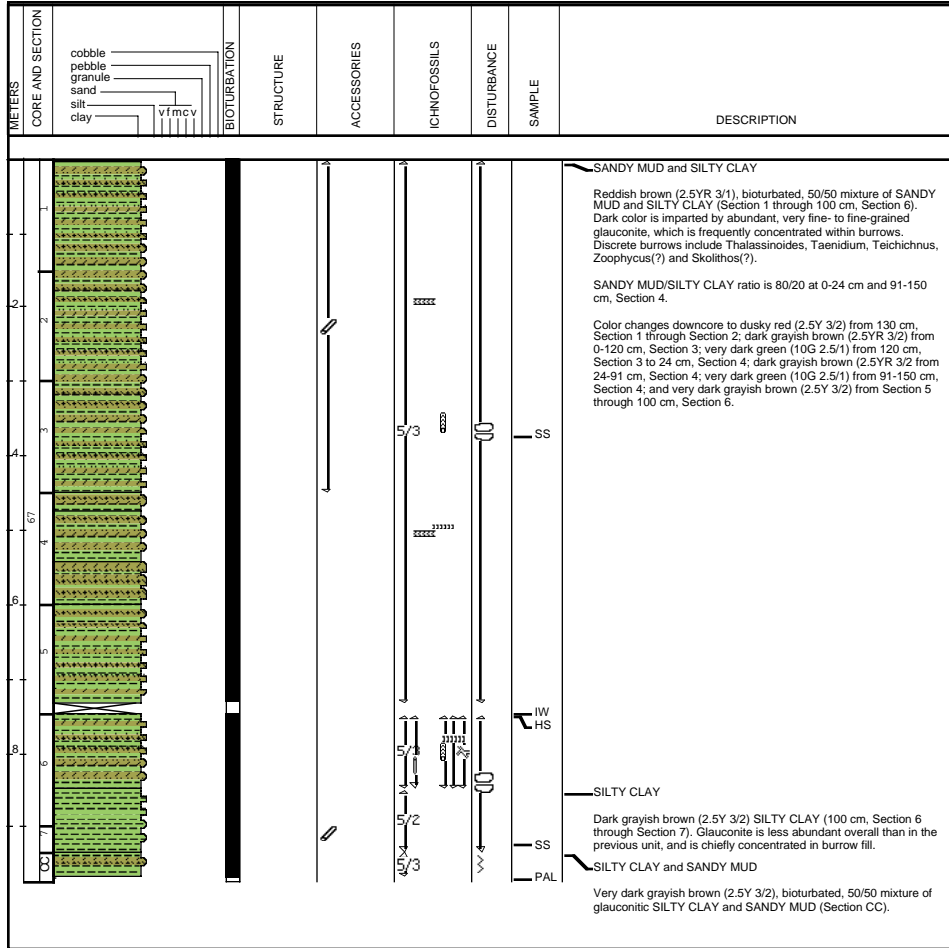 METERS
CORE AND SECTION
cobble
pebble
granule
sand
silt
clay
v f m c v
BIOTURBATION
STRUCTURE
ACCESSORIES
ICHNOFOSSILS
DISTURBANCE
SAMPLE
DESCRIPTION
SANDY MUD and SILTY CLAY
Reddish brown (2.5YR 3/1), bioturbated, 50/50 mixture of SANDY
MUD and SILTY CLAY (Section 1 through 100 cm, Section 6).
Dark color is imparted by abundant, very fine- to fine-grained
glauconite, which is frequently concentrated within burrows.
Discrete burrows include Thalassinoides, Taenidium, Teichichnus,
Zoophycus(?) and Skolithos(?).
SANDY MUD/SILTY CLAY ratio is 80/20 at 0-24 cm and 91-150
cm, Section 4.
Color changes downcore to dusky red (2.5Y 3/2) from 130 cm,
Section 1 through Section 2; dark grayish brown (2.5YR 3/2) from
0-120 cm, Section 3; very dark green (10G 2.5/1) from 120 cm,
Section 3 to 24 cm, Section 4; dark grayish brown (2.5YR 3/2 from
24-91 cm, Section 4; very dark green (10G 2.5/1) from 91-150 cm,
Section 4; and very dark grayish brown (2.5Y 3/2) from Section 5
through 100 cm, Section 6.
1
2
2
3
5/3
SS
4
67
4
6
5
IW
HS
8
5/3
6
SILTY CLAY
Dark grayish brown (2.5Y 3/2) SILTY CLAY (100 cm, Section 6
through Section 7). Glauconite is less abundant overall than in the
previous unit, and is chiefly concentrated in burrow fill.
5/2
7
SS
CC
5/3
SILTY CLAY and SANDY MUD
PAL
Very dark grayish brown (2.5Y 3/2), bioturbated, 50/50 mixture of
glauconitic SILTY CLAY and SANDY MUD (Section CC).